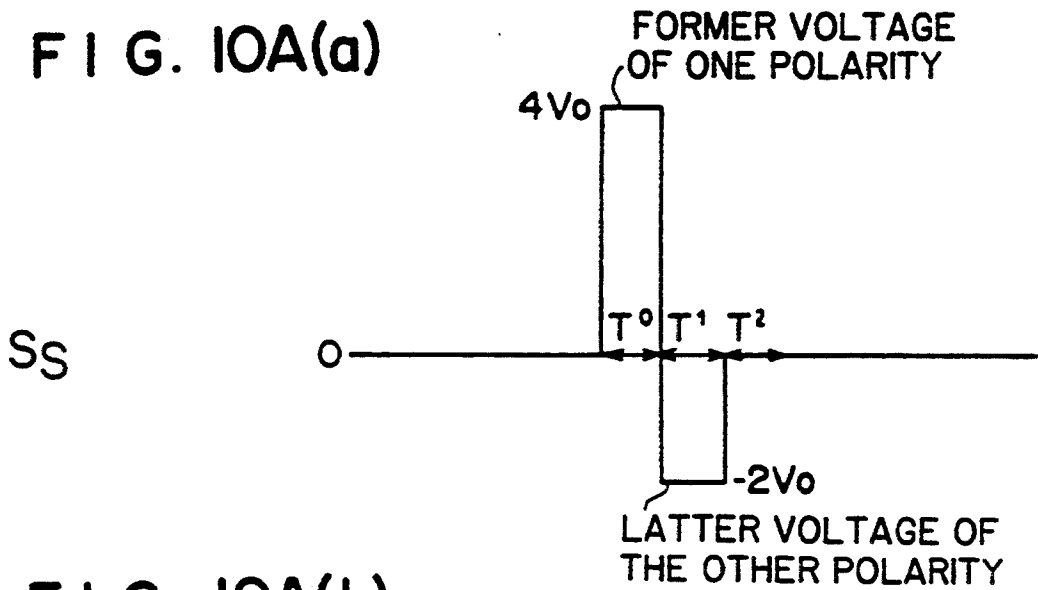 FIG. 10A(a)
FORMER VOLTAGE
OF ONE POLARITY
4Vo
T⁰ T¹ T²
Ss 0
-2Vo
LATTER VOLTAGE OF
THE OTHER POLARITY